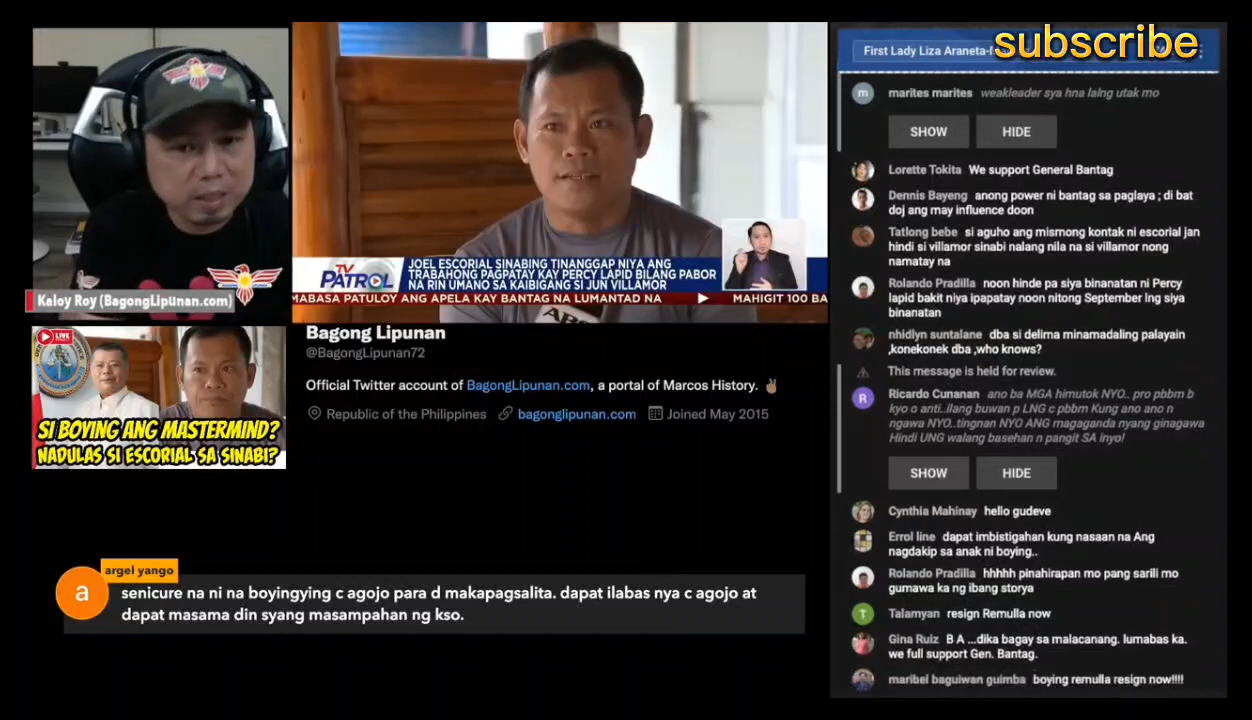 Kaloy Roy (BagongLipunan.com)
LIVE
SI BOYING ANG MASTERMIND?
NADULAS SI ESCORIAL SA SINABI?
TV
PATROL
JOEL ESCORIAL SINABING TINANGGAP NIYA ANG
TRABAHONG PAGPATAY KAY PERCY LAPID BILANG PABOR
NA RIN UMANO SA KAIBIGANG SI JUN VILLAMOR
MABASA PATULOY ANG APELA KAY BANTAG NA LUMANTAD NA
MAHIGIT 100 BA
Bagong Lipunan
@BagongLipunan72
Official Twitter account of BagongLipunan.com, a portal of Marcos History. ✌🏽
Republic of the Philippines bagonglipunan.com Joined May 2015
a
argel yango
senicure na ni na boyingying c agojo para d makapagsalita. dapat ilabas nya c agojo at
dapat masama din syang masampahan ng kso.
subscribe
First Lady Liza Araneta-
m
marites marites weakleader sya hna lalng utak mo
SHOW HIDE
Lorette Tokita We support General Bantag
Dennis Bayeng anong power ni bantag sa paglaya ; di bat
doj ang may influence doon
Tatlong bebe si aguho ang mismong kontak ni escorial jan
hindi si villamor sinabi nalang nila na si villamor nong
namatay na
Rolando Pradilla noon hinde pa siya binanatan ni Percy
lapid bakit niya ipapatay noon nitong September lng siya
binanatan
nhidlyn suntalane dba si delima minamadaling palayain
,konekonek dba ,who knows?
This message is held for review.
R
Ricardo Cunanan ano ba MGA himutok NYO.. pro pbbm b
kyo o anti..ilang buwan p LNG c pbbm Kung ano ano n
ngawa NYO..tingnan NYO ANG magaganda nyang ginagawa
Hindi UNG walang basehan n pangit SA inyo!
SHOW HIDE
Cynthia Mahinay hello gudeve
Errol line dapat imbistigahan kung nasaan na Ang
nagdakip sa anak ni boying..
Rolando Pradilla hhhhh pinahirapan mo pang sarili mo
gumawa ka ng ibang storya
T
Talamyan resign Remulla now
Gina Ruiz B A ...dika bagay sa malacanang. lumabas ka.
we full support Gen. Bantag.
maribel baguiwan guimba boying remulla resign now!!!!